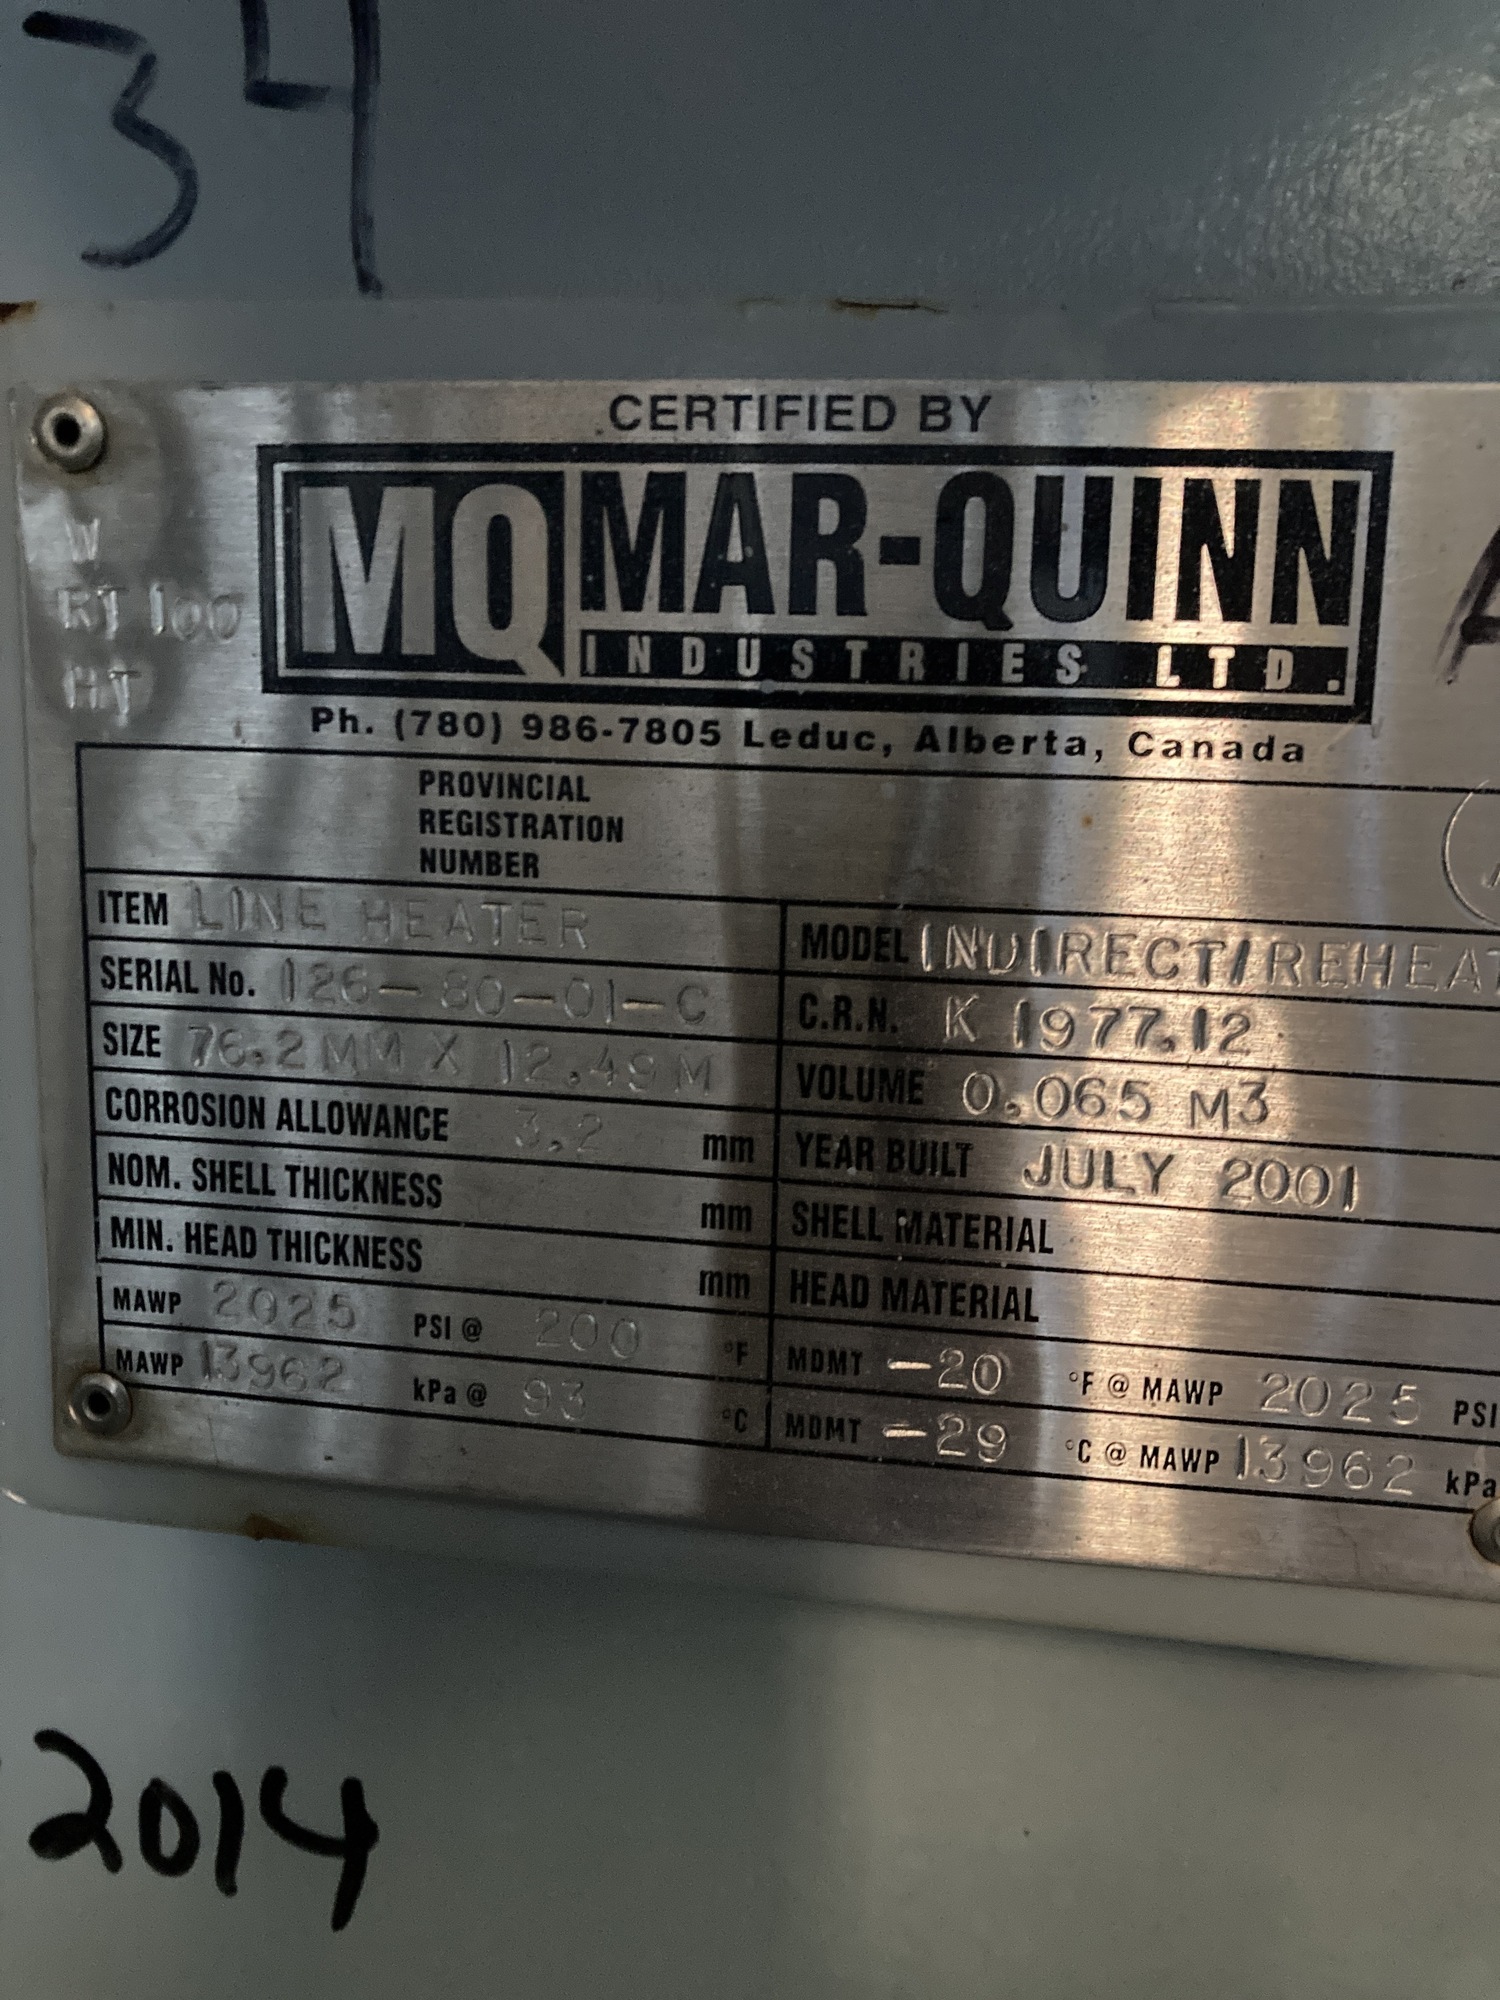 34
CERTIFIED BY
MQ MAR-QUINN
INDUSTRIES LTD.
W
RT 100
HT
Ph. (780) 986-7805 Leduc, Alberta, Canada
PROVINCIAL
REGISTRATION
NUMBER
ITEM LINE HEATER
MODEL INDIRECT/REHEAT
SERIAL No. 126-80-01-C
C.R.N. K 1977.12
SIZE 76.2MM X 12.49M
VOLUME 0.065 M3
CORROSION ALLOWANCE 3.2 mm
YEAR BUILT JULY 2001
NOM. SHELL THICKNESS mm
SHELL MATERIAL
MIN. HEAD THICKNESS mm
HEAD MATERIAL
MAWP 2025 PSI @ 200 °F
MDMT -20 °F @ MAWP 2025 PSI
MAWP 13962 kPa @ 93 °C
MDMT -29 °C @ MAWP 13962 kPa
2014